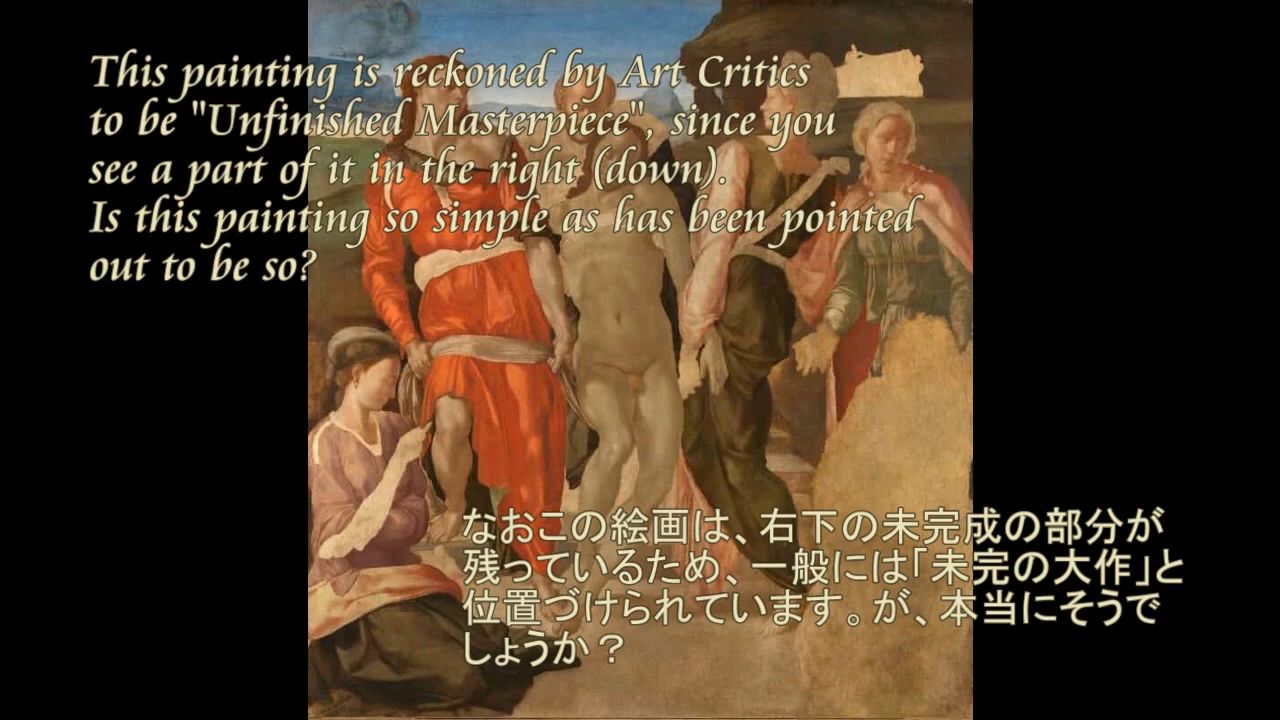 This painting is reckoned by Art Critics
to be "Unfinished Masterpiece", since you
see a part of it in the right (down).
Is this painting so simple as has been pointed
out to be so?
なおこの絵画は、右下の未完成の部分が
残っているため、一般には「未完の大作」と
位置づけられています。が、本当にそうで
しょうか？